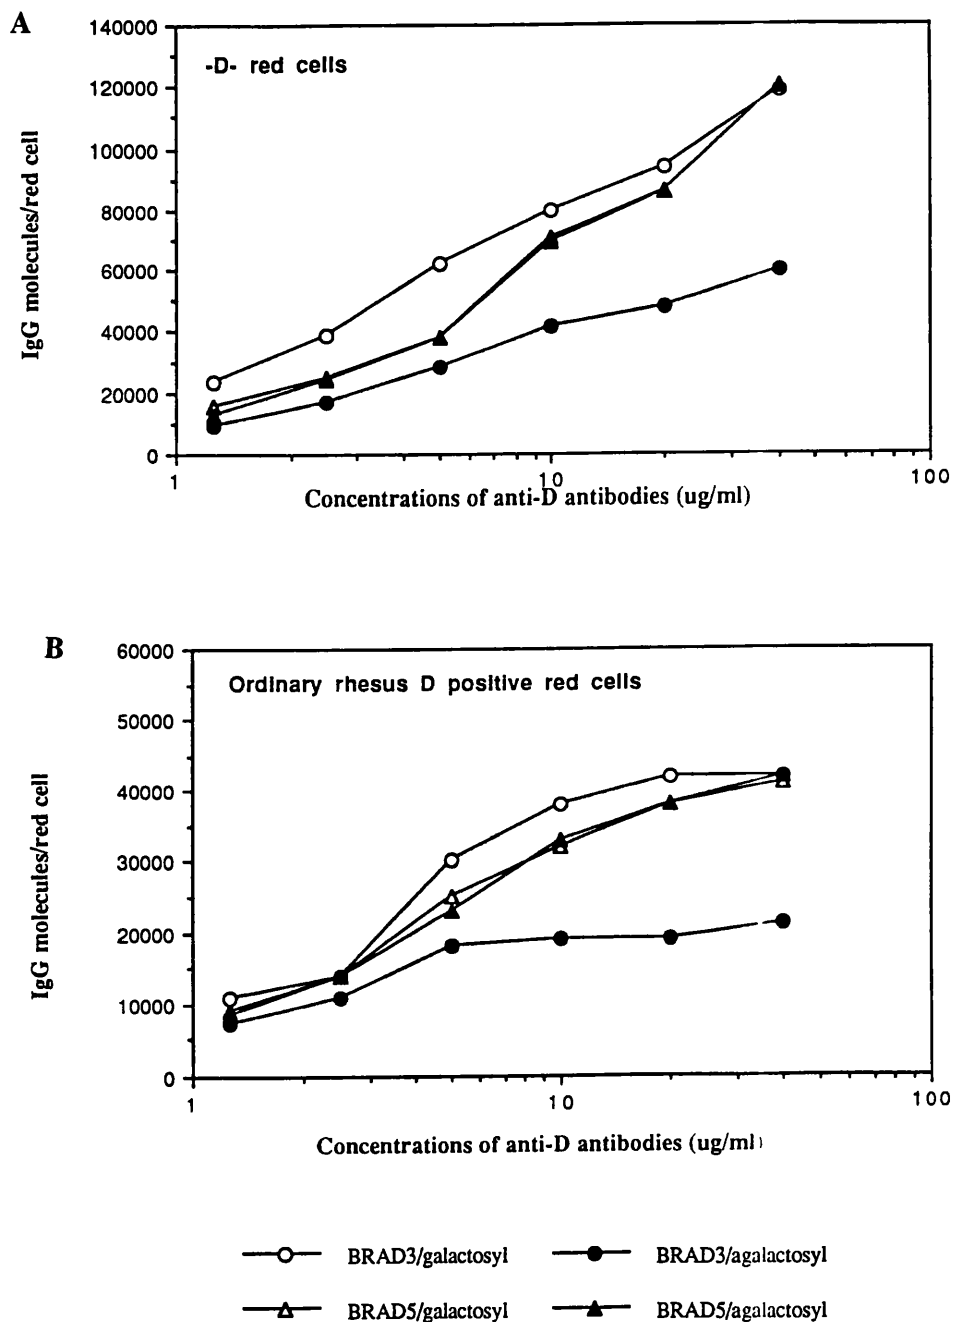 A
140000
120000
100000
80000
60000
40000
20000
0
IgG molecules/red cell
-D- red cells
1
10
100
Concentrations of anti-D antibodies (ug/ml)
B
60000
50000
40000
30000
20000
10000
0
IgG molecules/red cell
Ordinary rhesus D positive red cells
1
10
100
Concentrations of anti-D antibodies (ug/ml)
BRAD3/galactosyl
BRAD3/agalactosyl
BRAD5/galactosyl
BRAD5/agalactosyl